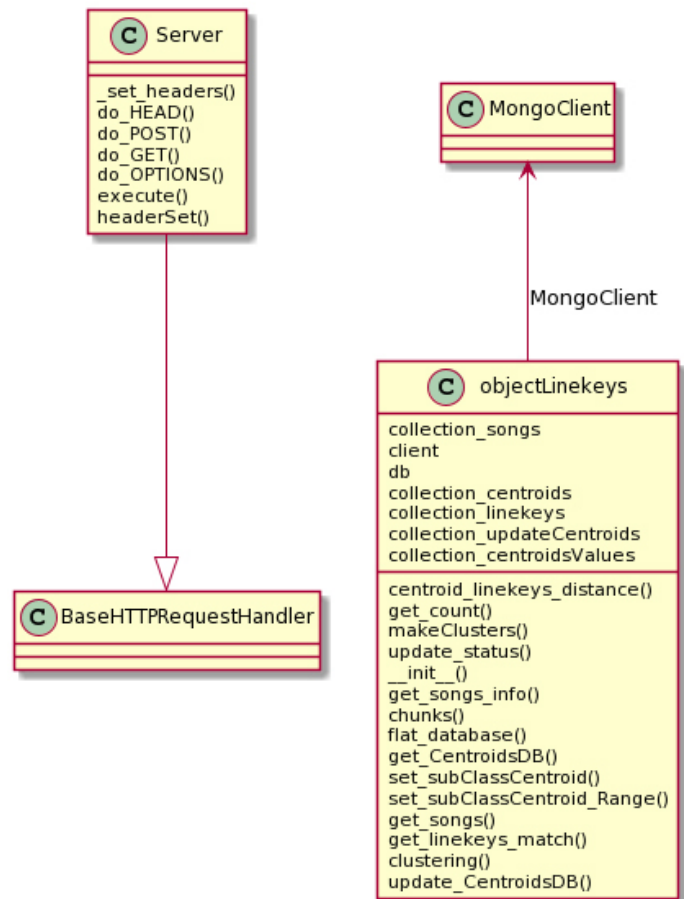 C Server
_set_headers()
do_HEAD()
do_POST()
do_GET()
do_OPTIONS()
execute()
headerSet()
C MongoClient
MongoClient
C BaseHTTPRequestHandler
C objectLinekeys
collection_songs
client
db
collection_centroids
collection_linekeys
collection_updateCentroids
collection_centroidsValues
centroid_linekeys_distance()
get_count()
makeClusters()
update_status()
__init__()
get_songs_info()
chunks()
flat_database()
get_CentroidsDB()
set_subClassCentroid()
set_subClassCentroid_Range()
get_songs()
get_linekeys_match()
clustering()
update_CentroidsDB()